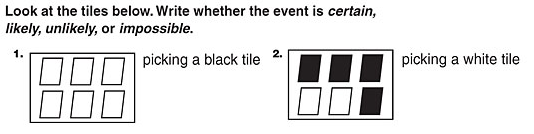 Look at the tiles below. Write whether the event is certain,
likely, unlikely, or impossible.
1. picking a black tile
2. picking a white tile